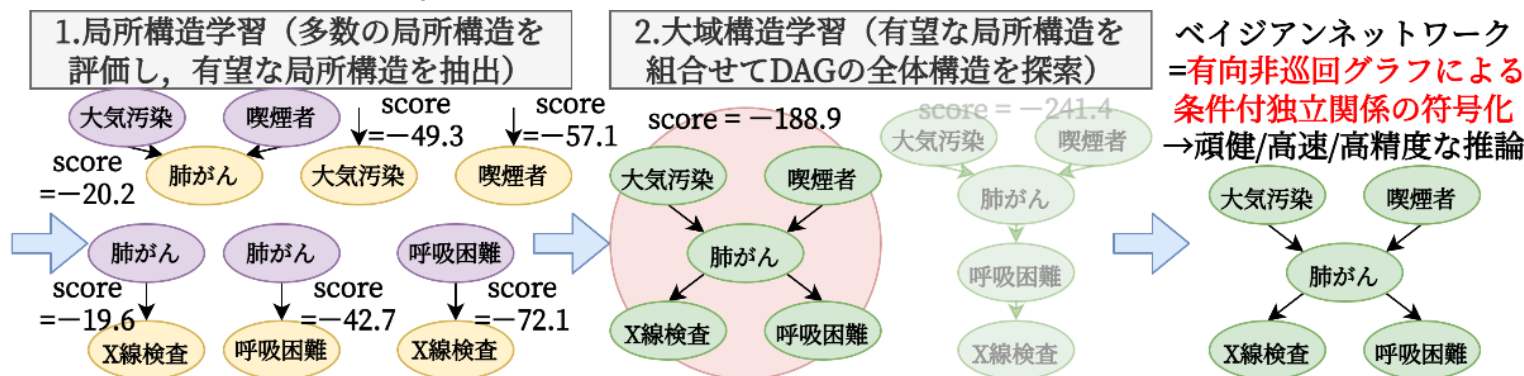 1.局所構造学習（多数の局所構造を
評価し，有望な局所構造を抽出）
大気汚染
喫煙者
score
=−49.3
score
=−57.1
score
=−20.2
肺がん
大気汚染
喫煙者
肺がん
肺がん
呼吸困難
score
=−19.6
score
=−42.7
score
=−72.1
X線検査
呼吸困難
X線検査
2.大域構造学習（有望な局所構造を
組合せてDAGの全体構造を探索）
score = −188.9
大気汚染
喫煙者
肺がん
X線検査
呼吸困難
score = −241.4
大気汚染
喫煙者
肺がん
呼吸困難
X線検査
ベイジアンネットワーク
=有向非巡回グラフによる
条件付独立関係の符号化
→頑健/高速/高精度な推論
大気汚染
喫煙者
肺がん
X線検査
呼吸困難